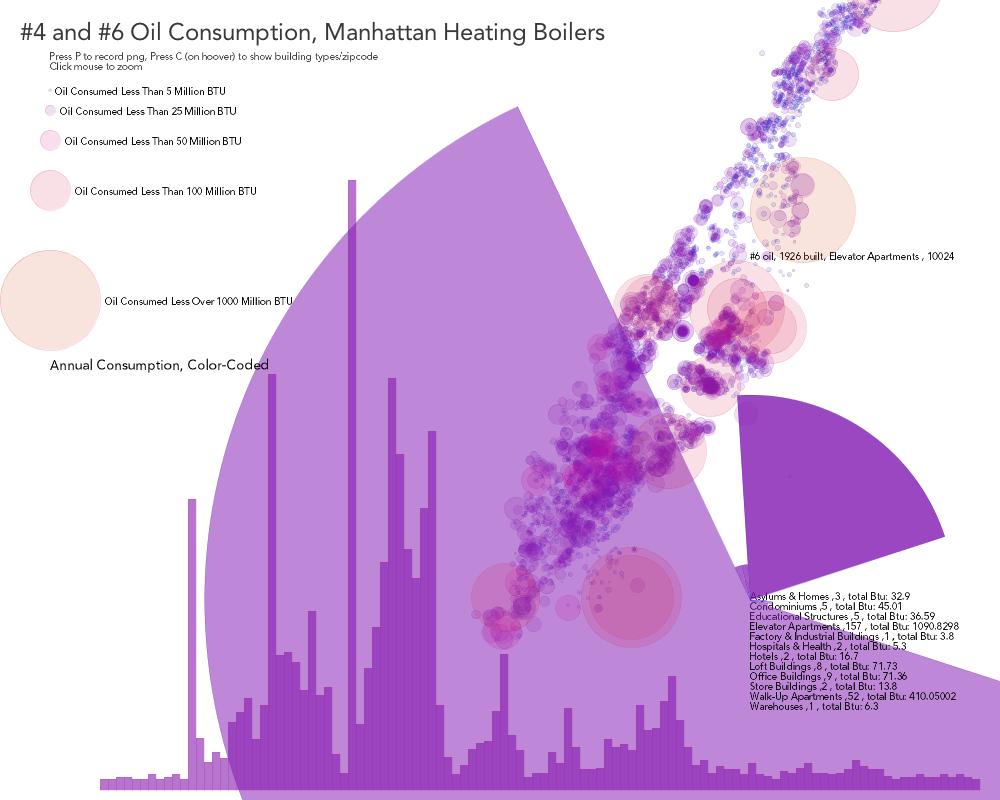 #4 and #6 Oil Consumption, Manhattan Heating Boilers
Press P to record png, Press C (on hoover) to show building types/zipcode
Click mouse to zoom
Oil Consumed Less Than 5 Million BTU
Oil Consumed Less Than 25 Million BTU
Oil Consumed Less Than 50 Million BTU
Oil Consumed Less Than 100 Million BTU
Oil Consumed Less Over 1000 Million BTU
Annual Consumption, Color-Coded
#6 oil, 1926 built, Elevator Apartments , 10024
Asylums & Homes ,3 , total Btu: 32.9
Condominiums ,5 , total Btu: 45.01
Educational Structures ,5 , total Btu: 36.59
Elevator Apartments ,157 , total Btu: 1090.8298
Factory & Industrial Buildings ,1 , total Btu: 3.8
Hospitals & Health ,2 , total Btu: 5.3
Hotels ,2 , total Btu: 16.7
Loft Buildings ,8 , total Btu: 71.73
Office Buildings ,9 , total Btu: 71.36
Store Buildings ,2 , total Btu: 13.8
Walk-Up Apartments ,52 , total Btu: 410.05002
Warehouses ,1 , total Btu: 6.3